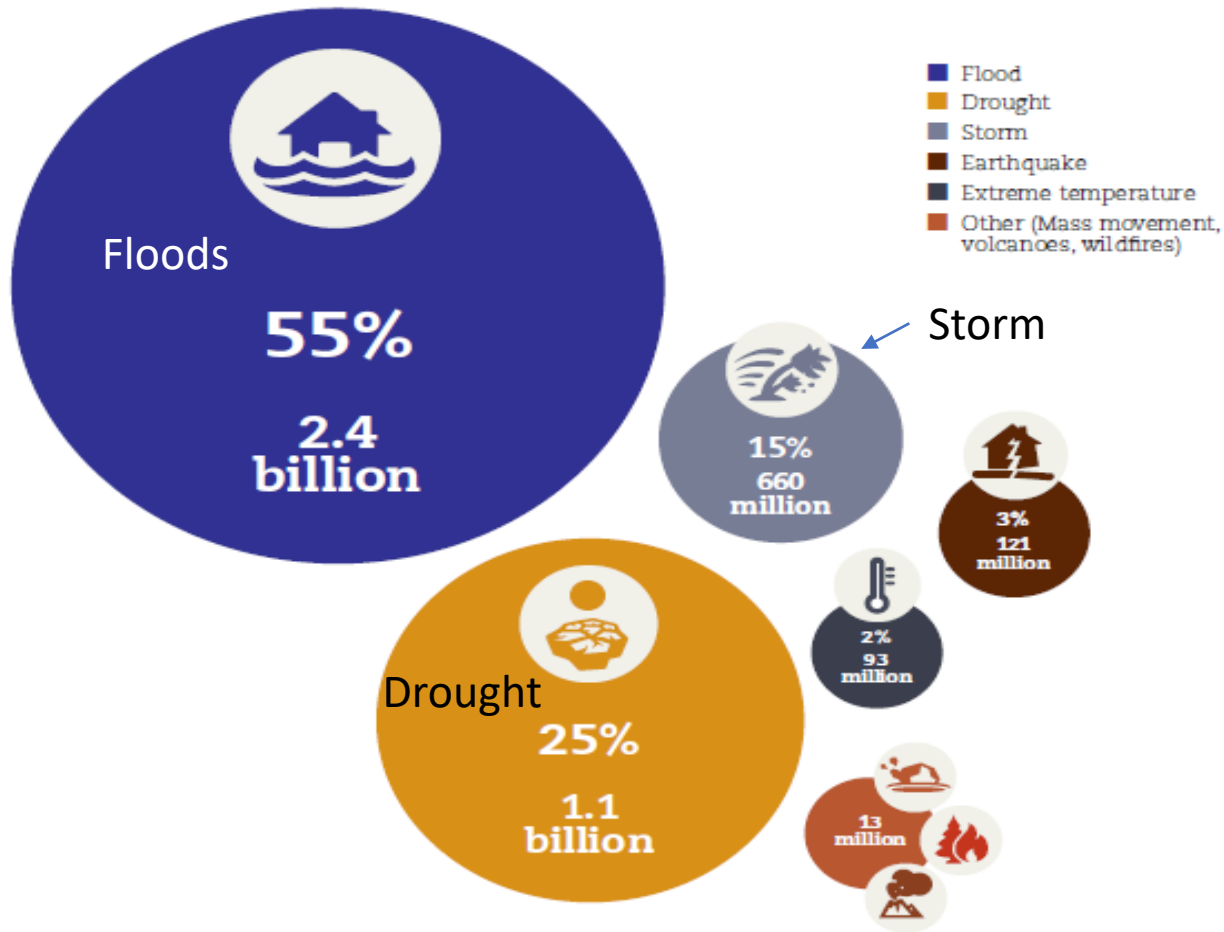 Floods
55%
2.4
billion
Flood
Drought
Storm
Earthquake
Extreme temperature
Other (Mass movement,
volcanoes, wildfires)
Storm
15%
660
million
3%
121
million
2%
93
million
Drought
25%
1.1
billion
13
million